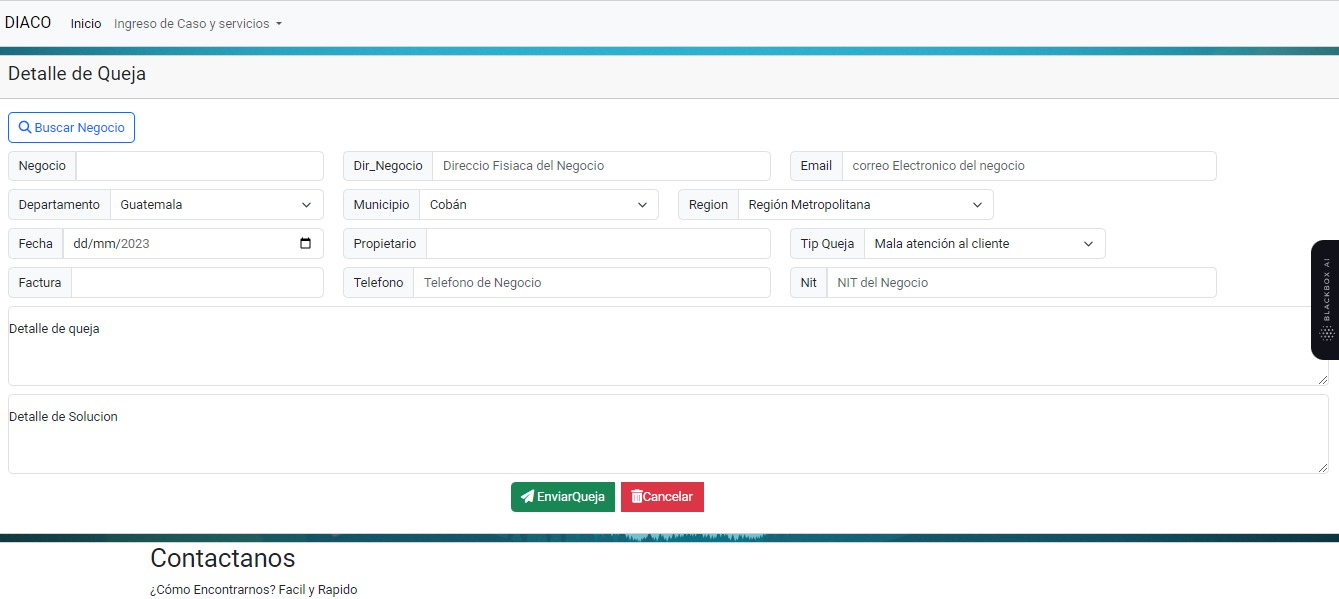 DIACO Inicio Ingreso de Caso y servicios
Detalle de Queja
Buscar Negocio
Negocio Dir_Negocio Direccio Fisiaca del Negocio Email correo Electronico del negocio
Departamento Guatemala Municipio Cobán Region Región Metropolitana
Fecha dd/mm/2023 Propietario Tip Queja Mala atención al cliente
Factura Telefono Telefono de Negocio Nit NIT del Negocio
BLACKBOX AI
Detalle de queja
Detalle de Solucion
EnviarQueja Cancelar
Contactanos
¿Cómo Encontrarnos? Facil y Rapido